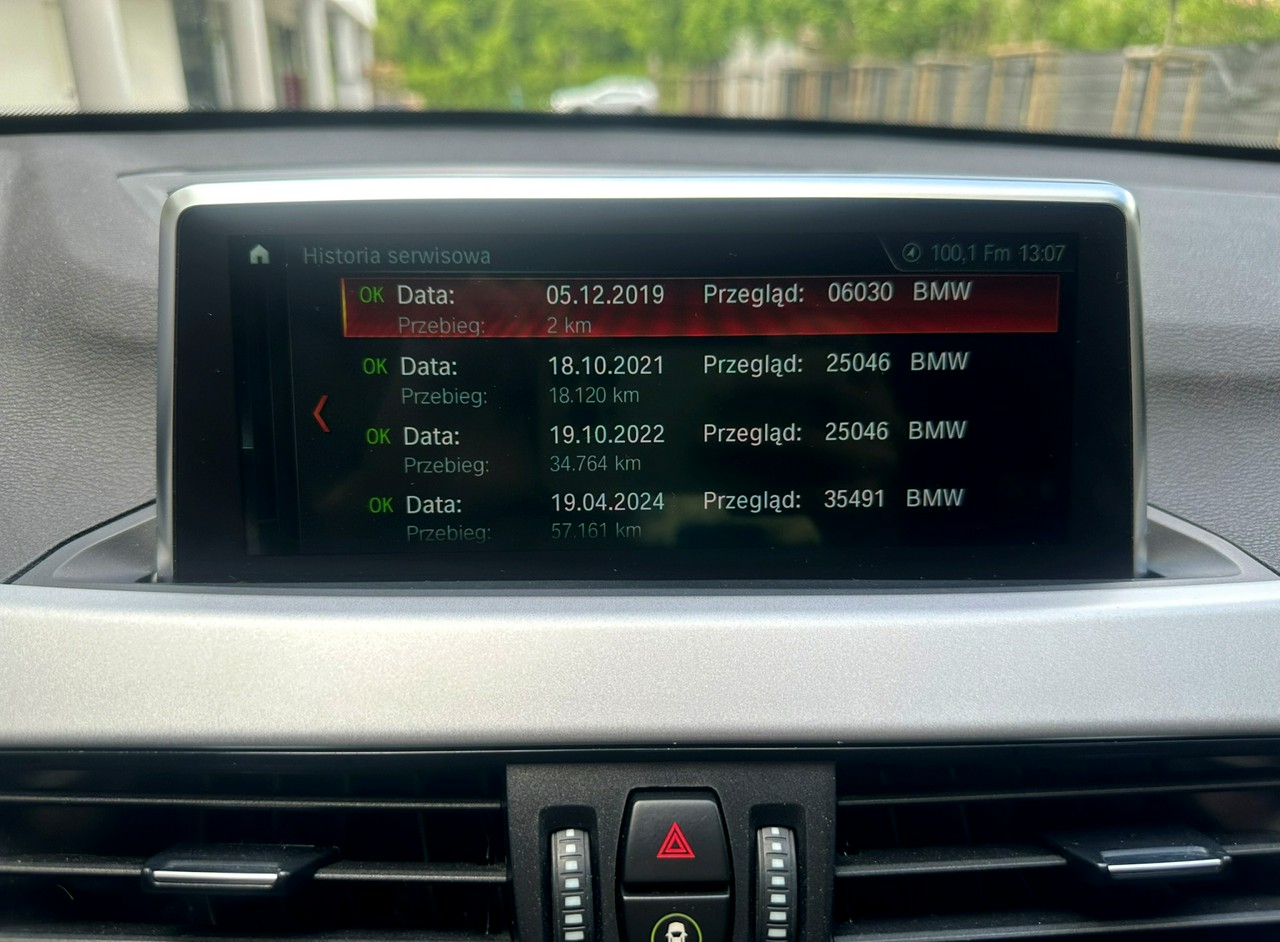 Historia serwisowa 100,1 Fm 13:07
OK Data: 05.12.2019 Przegląd: 06030 BMW
Przebieg: 2 km
OK Data: 18.10.2021 Przegląd: 25046 BMW
Przebieg: 18.120 km
OK Data: 19.10.2022 Przegląd: 25046 BMW
Przebieg: 34.764 km
OK Data: 19.04.2024 Przegląd: 35491 BMW
Przebieg: 57.161 km